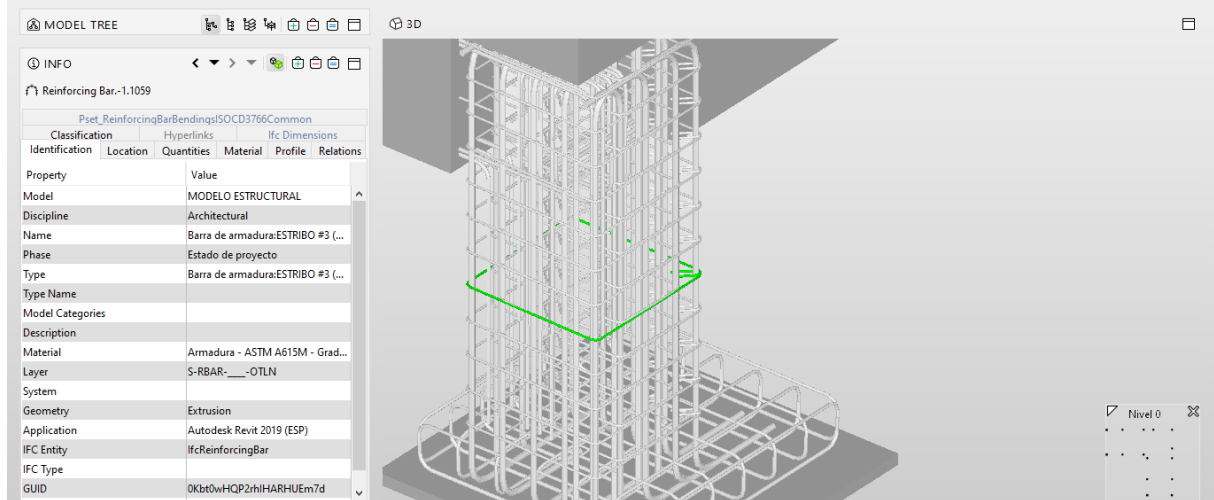 MODEL TREE
3D
INFO
Reinforcing Bar.-1.1059
Pset_ReinforcingBarBendingsISOCD3766Common
Classification Hyperlinks Ifc Dimensions
Identification Location Quantities Material Profile Relations
Property Value
Model MODELO ESTRUCTURAL
Discipline Architectural
Name Barra de armadura:ESTRIBO #3 (...
Phase Estado de proyecto
Type Barra de armadura:ESTRIBO #3 (...
Type Name
Model Categories
Description
Material Armadura - ASTM A615M - Grad...
Layer S-RBAR-___-OTLN
System
Geometry Extrusion
Application Autodesk Revit 2019 (ESP)
IFC Entity IfcReinforcingBar
IFC Type
GUID 0Kbt0wHQP2rhIHARHUEm7d
Nivel 0